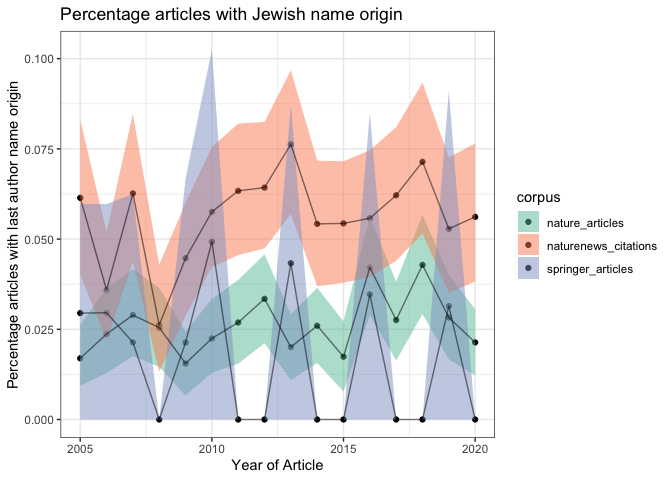 Percentage articles with Jewish name origin
Percentage articles with last author name origin
0.100
0.075
0.050
0.025
0.000
2005
2010
2015
2020
Year of Article
corpus
nature_articles
naturenews_citations
springer_articles